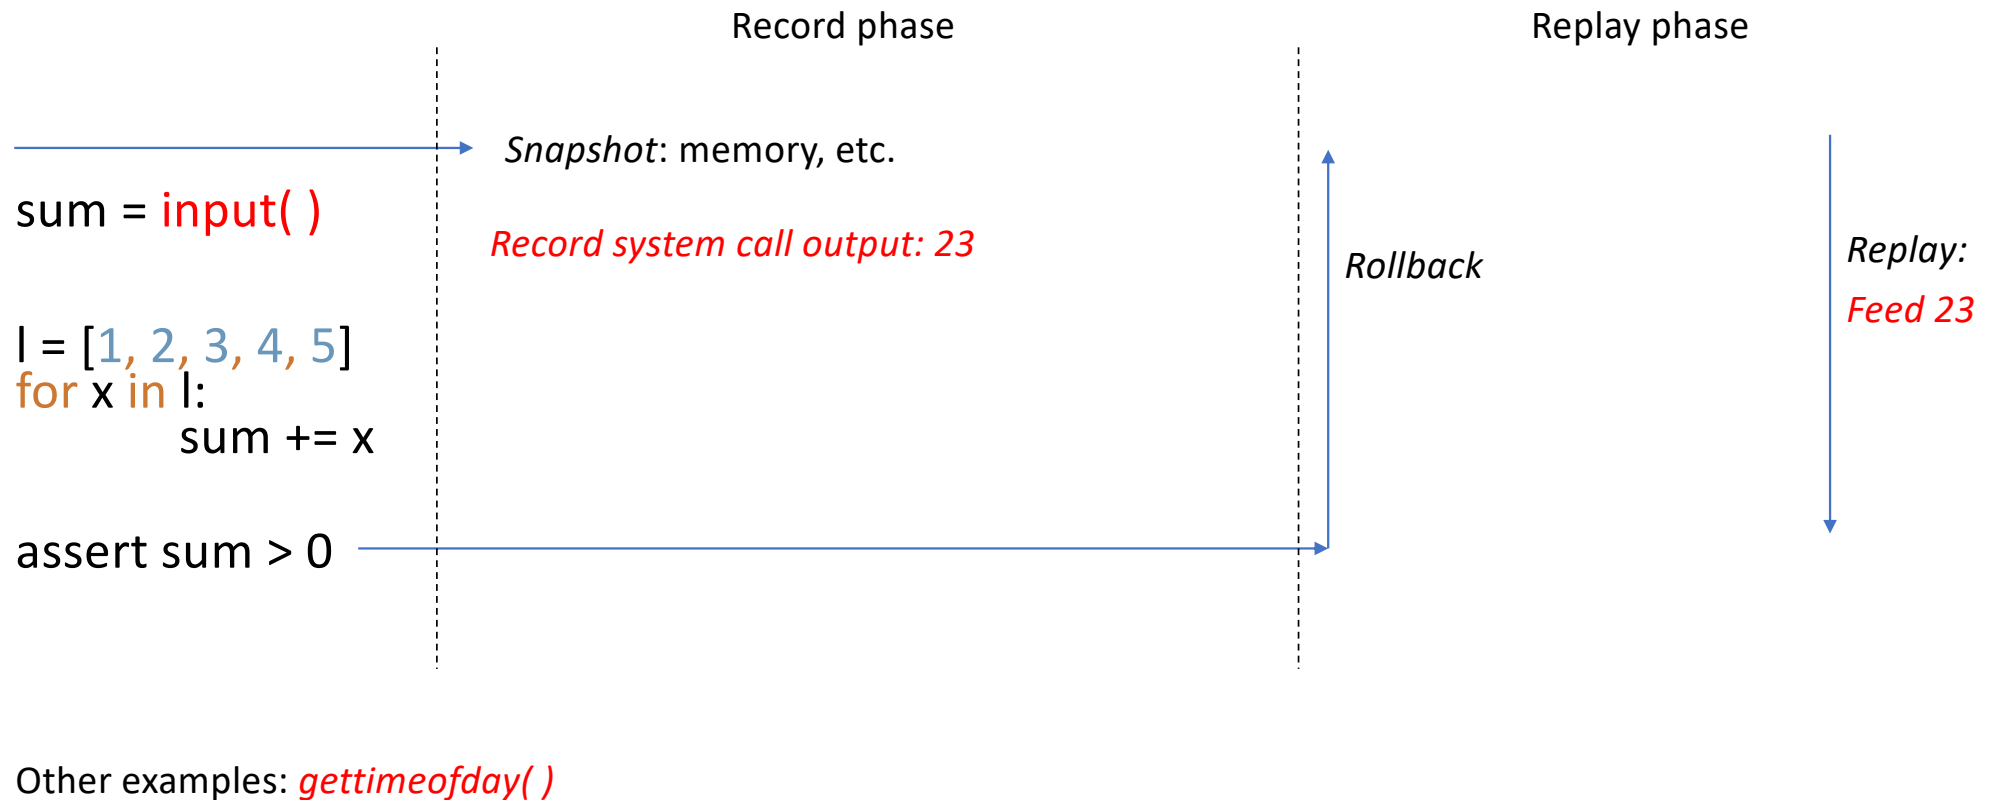 Record phase
Replay phase
Snapshot: memory, etc.
sum = input( )
Record system call output: 23
Rollback
Replay:
Feed 23
l = [1, 2, 3, 4, 5]
for x in l:
sum += x
assert sum > 0
Other examples: gettimeofday( )